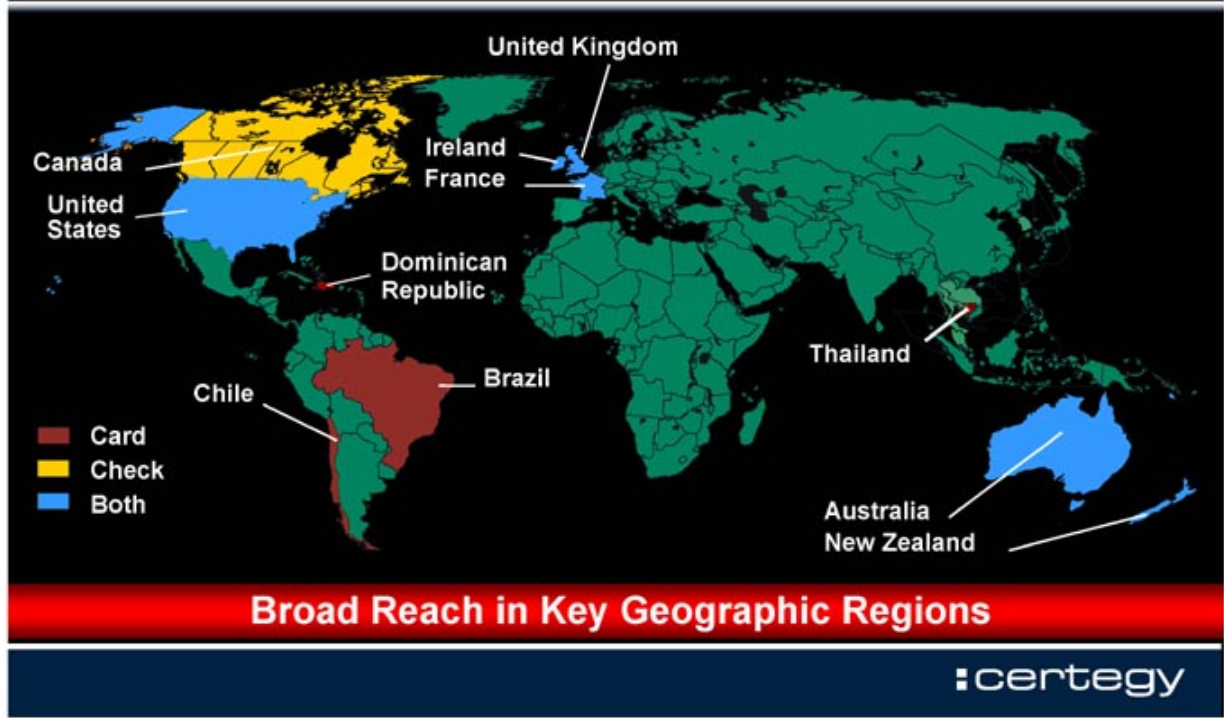 United Kingdom
Canada
Ireland
France
United
States
Dominican
Republic
Thailand
Chile
Brazil
Card
Check
Both
Australia
New Zealand
Broad Reach in Key Geographic Regions
certegy